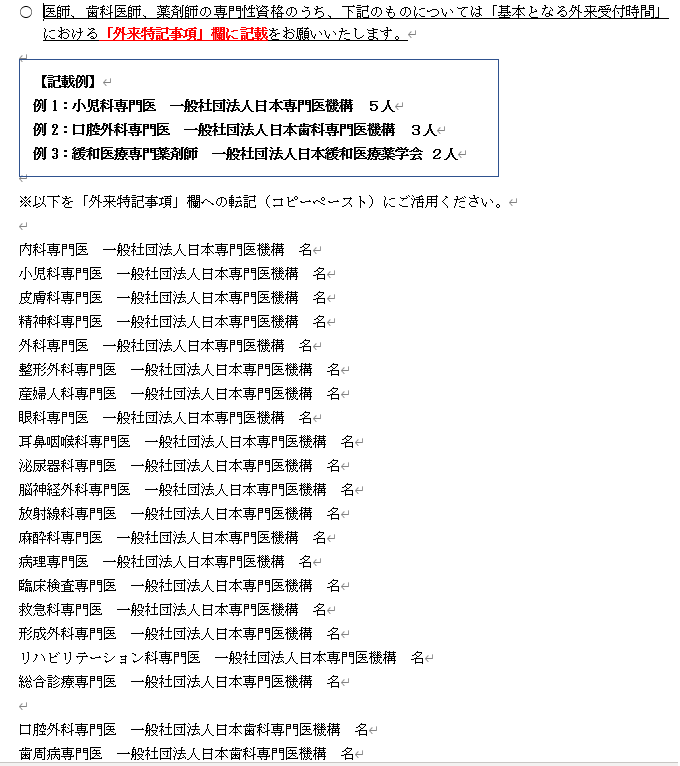 ○ 医師、歯科医師、薬剤師の専門性資格のうち、下記のものについては「基本となる外来受付時間」
における「外来特記事項」欄に記載をお願いいたします。
【記載例】
例 1：小児科専門医　一般社団法人日本専門医機構　５人
例 2：口腔外科専門医　一般社団法人日本歯科専門医機構　３人
例 3：緩和医療専門薬剤師　一般社団法人日本緩和医療薬学会 ２人
※以下を「外来特記事項」欄への転記（コピーペースト）にご活用ください。
内科専門医　一般社団法人日本専門医機構　名
小児科専門医　一般社団法人日本専門医機構　名
皮膚科専門医　一般社団法人日本専門医機構　名
精神科専門医　一般社団法人日本専門医機構　名
外科専門医　一般社団法人日本専門医機構　名
整形外科専門医　一般社団法人日本専門医機構　名
産婦人科専門医　一般社団法人日本専門医機構　名
眼科専門医　一般社団法人日本専門医機構　名
耳鼻咽喉科専門医　一般社団法人日本専門医機構　名
泌尿器科専門医　一般社団法人日本専門医機構　名
脳神経外科専門医　一般社団法人日本専門医機構　名
放射線科専門医　一般社団法人日本専門医機構　名
麻酔科専門医　一般社団法人日本専門医機構　名
病理専門医　一般社団法人日本専門医機構　名
臨床検査専門医　一般社団法人日本専門医機構　名
救急科専門医　一般社団法人日本専門医機構　名
形成外科専門医　一般社団法人日本専門医機構　名
リハビリテーション科専門医　一般社団法人日本専門医機構　名
総合診療専門医　一般社団法人日本専門医機構　名
口腔外科専門医　一般社団法人日本歯科専門医機構　名
歯周病専門医　一般社団法人日本歯科専門医機構　名